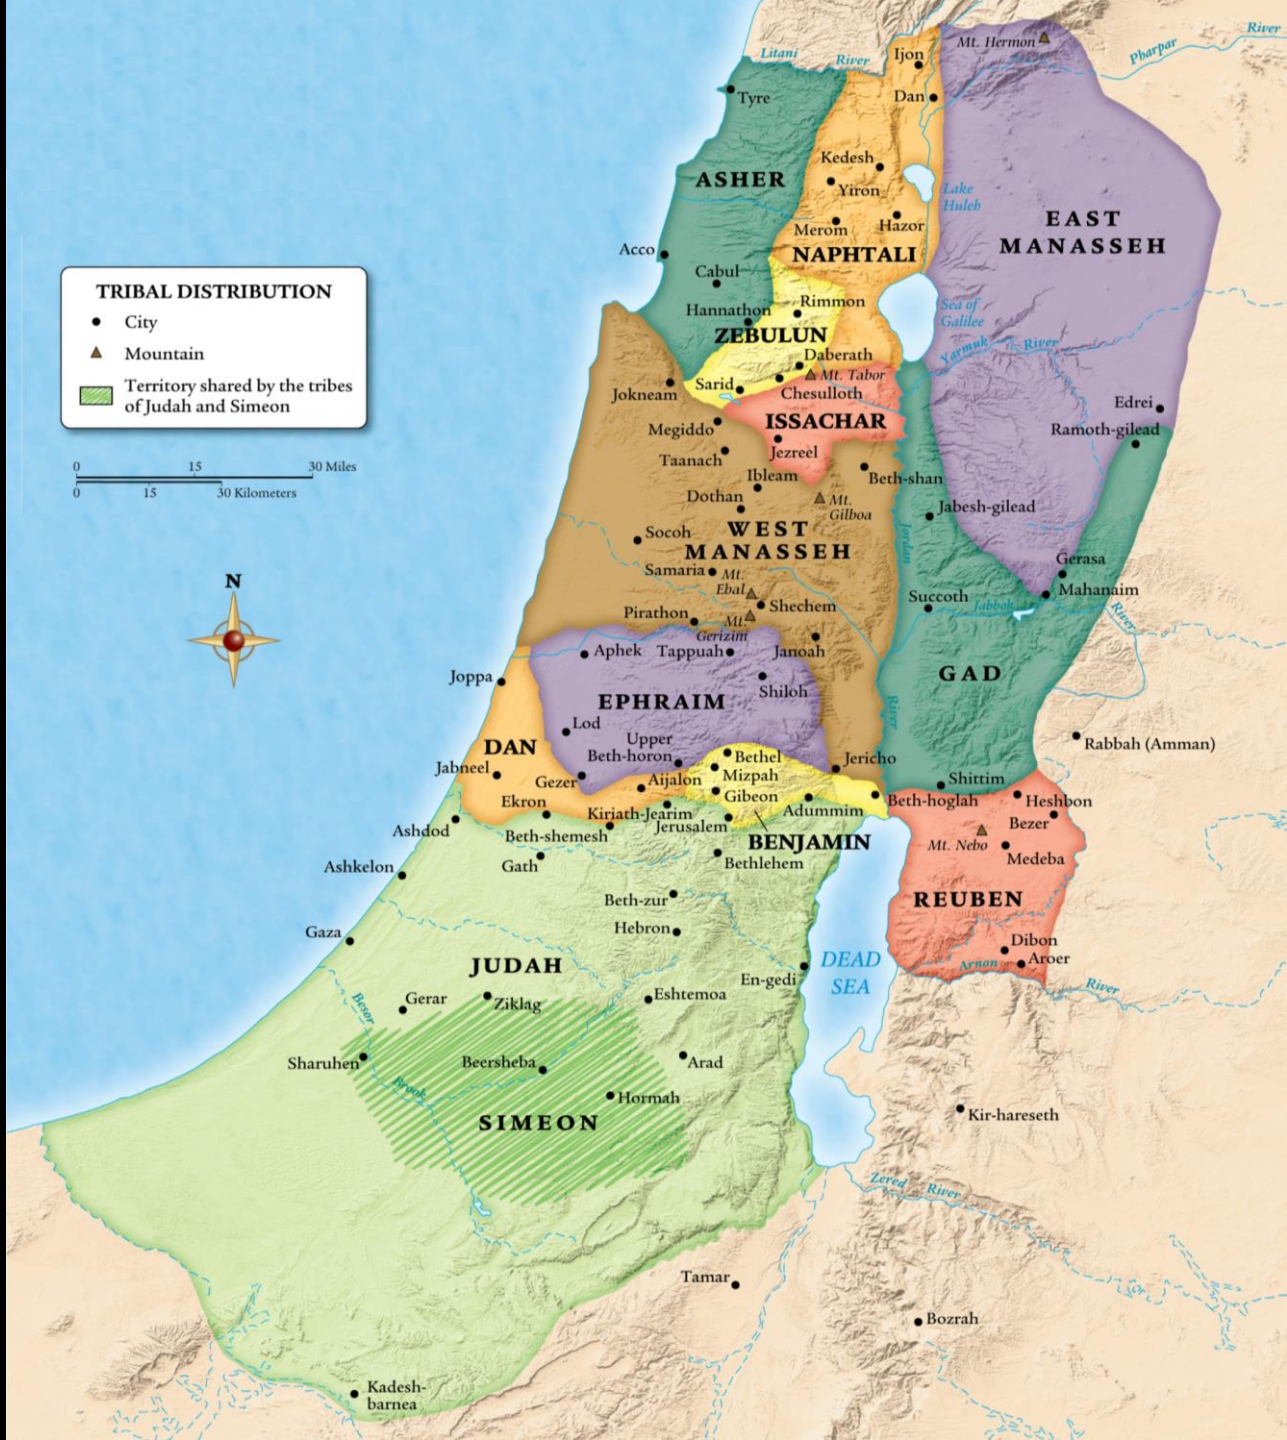 Litani
River
Ijon
Mt. Hermon
Pharpar
River
Tyre
Dan
Kedesh
Yiron
ASHER
Lake
Huleh
Merom
Hazor
EAST
MANASSEH
Acco
NAPHTALI
Cabul
Rimmon
Hannathon
ZEBULUN
Sea of
Galilee
Yarmuk
River
Daberath
Mt. Tabor
Sarid
Chesulloth
Jokneam
TRIBAL DISTRIBUTION
City
Mountain
Territory shared by the tribes
of Judah and Simeon
0
15
30 Miles
0
15
30 Kilometers
N
Edrei
Ramoth-gilead
ISSACHAR
Megiddo
Jezreel
Taanach
Beth-shan
Ibleam
Dothan
Mt.
Gilboa
Jabesh-gilead
Jordan
WEST
MANASSEH
Socoh
Samaria
Mt.
Ebal
Gerasa
Mahanaim
Succoth
Jabbok
River
Shechem
Pirathon
Mt.
Gerizim
Aphek
Tappuah
Janoah
Joppa
GAD
Shiloh
EPHRAIM
River
Lod
Upper
Beth-horon
DAN
Bethel
Jericho
Rabbah (Amman)
Jabneel
Gezer
Aijalon
Mizpah
Gibeon
Shittim
Ekron
Kiriath-Jearim
Adummim
Beth-hoglah
Heshbon
Ashdod
Beth-shemesh
Jerusalem
BENJAMIN
Bezer
Mt. Nebo
Medeba
Gath
Bethlehem
Ashkelon
REUBEN
Beth-zur
Hebron
Gaza
Dibon
Aroer
Arnon
River
DEAD
SEA
JUDAH
En-gedi
Besor
Gerar
Ziklag
Eshtemoa
Sharuhen
Beersheba
Arad
Brook
Hormah
SIMEON
Kir-hareseth
Zered
River
Tamar
Bozrah
Kadesh-
barnea